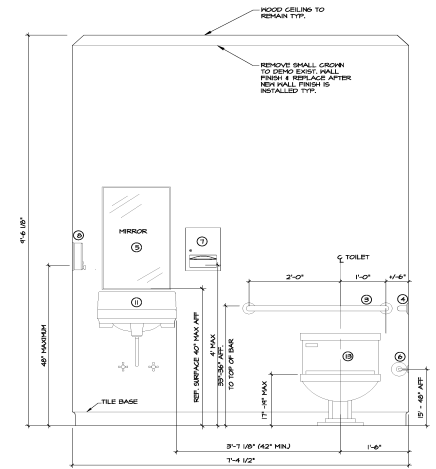 WOOD CEILING TO
REMAIN TYP.
REMOVE SMALL CROWN
TO DEMO EXIST. WALL
FINISH & REPLACE AFTER
NEW WALL FINISH IS
INSTALLED TYP.
9'-6 1/8"
8
MIRROR
5
7
℄ TOILET
2'-0"
1'-0"
+/-6"
3
4
11
48" MAXIMUM
REF. SURFACE 40" MAX AFF
4' MAX
33"-36" AFF.
TO TOP OF BAR
13
6
17"-19" MAX
15" - 48" AFF
TILE BASE
3'-7 1/8" (42" MIN.)
1'-6"
7'-4 1/2"